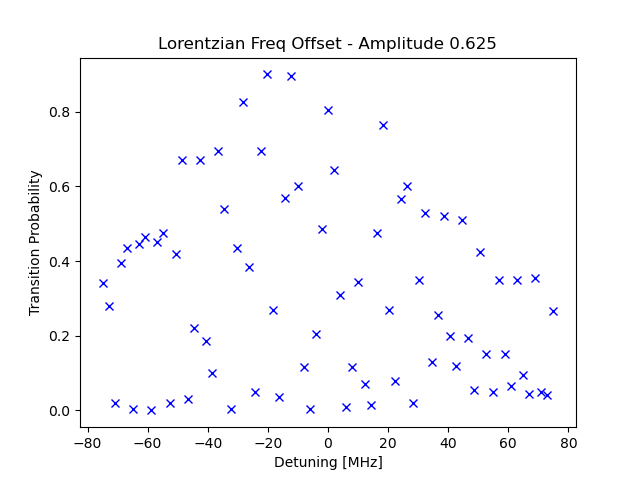 Lorentzian Freq Offset - Amplitude 0.625
Transition Probability
0.8
0.6
0.4
0.2
0.0
−80 −60 −40 −20 0 20 40 60 80
Detuning [MHz]